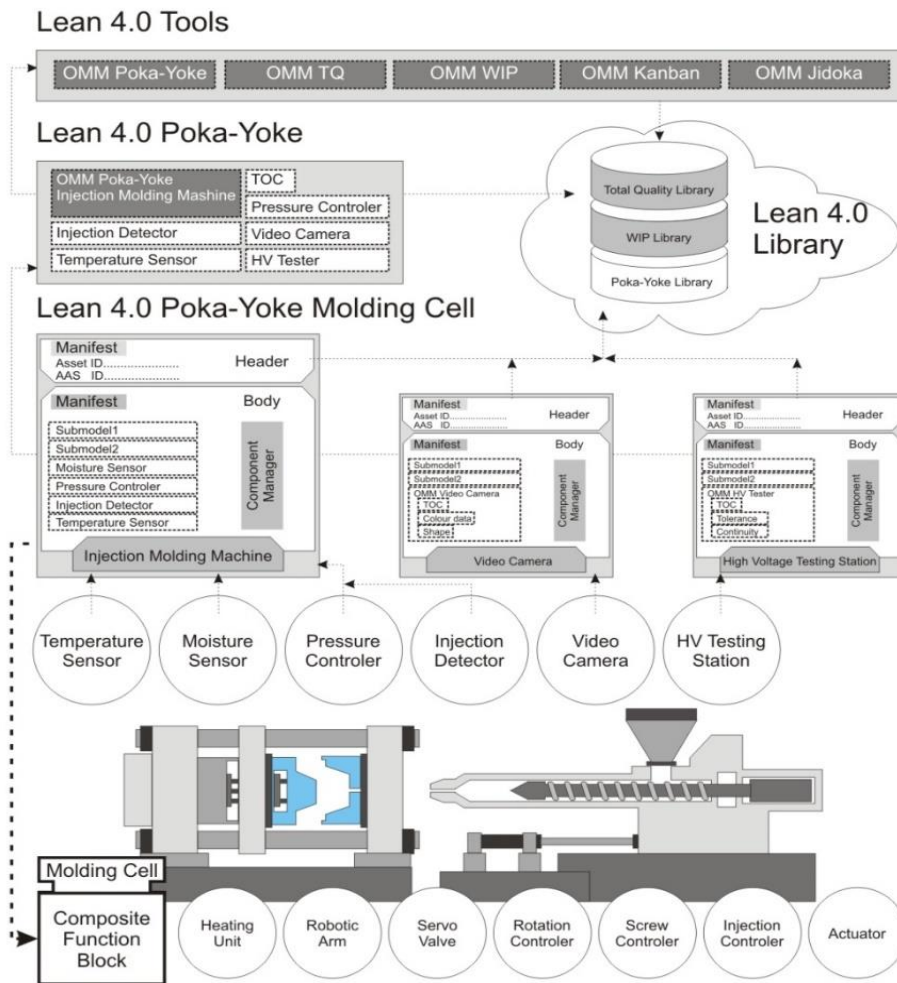 Lean 4.0 Tools
OMM Poka-Yoke
OMM TQ
OMM WIP
OMM Kanban
OMM Jidoka
Lean 4.0 Poka-Yoke
OMM Poka-Yoke
Injection Molding Machine
TOC
Pressure Controler
Injection Detector
Video Camera
Temperature Sensor
HV Tester
Total Quality Library
WIP Library
Poka-Yoke Library
Lean 4.0
Library
Lean 4.0 Poka-Yoke Molding Cell
Manifest
Asset ID......................
AAS ID......................
Header
Manifest
Body
Submodel1
Submodel2
Moisture Sensor
Pressure Controler
Injection Detector
Temperature Sensor
Component
Manager
Injection Molding Machine
Manifest
Asset ID......................
AAS ID......................
Header
Manifest
Body
Submodel1
Submodel2
OMM Video Camera
TOC
Colour data
Shape
Component
Manager
Video Camera
Manifest
Asset ID......................
AAS ID......................
Header
Manifest
Body
Submodel1
Submodel2
OMM HV Tester
TOC
Tolerance
Continuity
Component
Manager
High Voltage Testing Station
Temperature
Sensor
Moisture
Sensor
Pressure
Controler
Injection
Detector
Video
Camera
HV Testing
Station
Molding Cell
Composite
Function
Block
Heating
Unit
Robotic
Arm
Servo
Valve
Rotation
Controler
Screw
Controler
Injection
Controler
Actuator